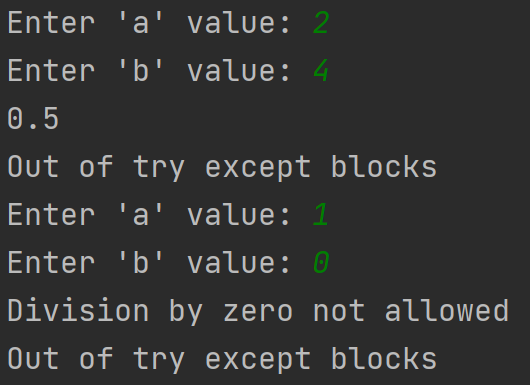 Enter 'a' value: 2
Enter 'b' value: 4
0.5
Out of try except blocks
Enter 'a' value: 1
Enter 'b' value: 0
Division by zero not allowed
Out of try except blocks